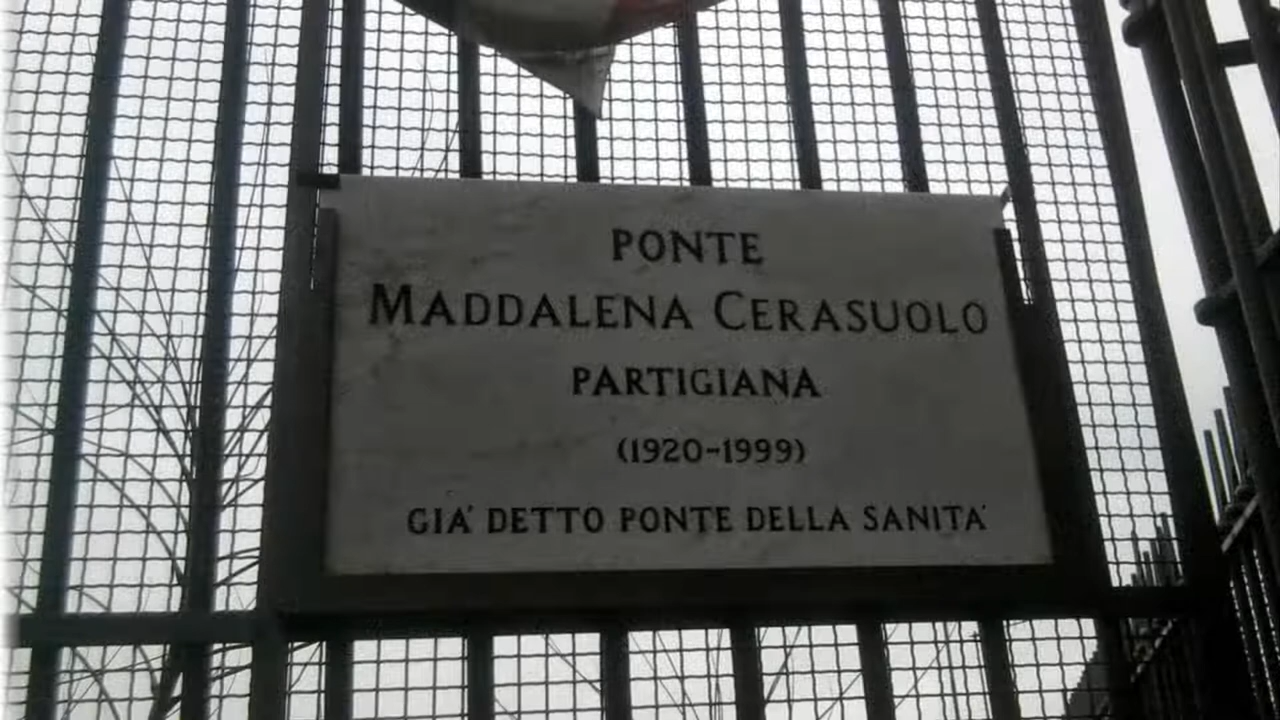 PONTE
MADDALENA CERASUOLO
PARTIGIANA
(1920-1999)
GIA' DETTO PONTE DELLA SANITA'